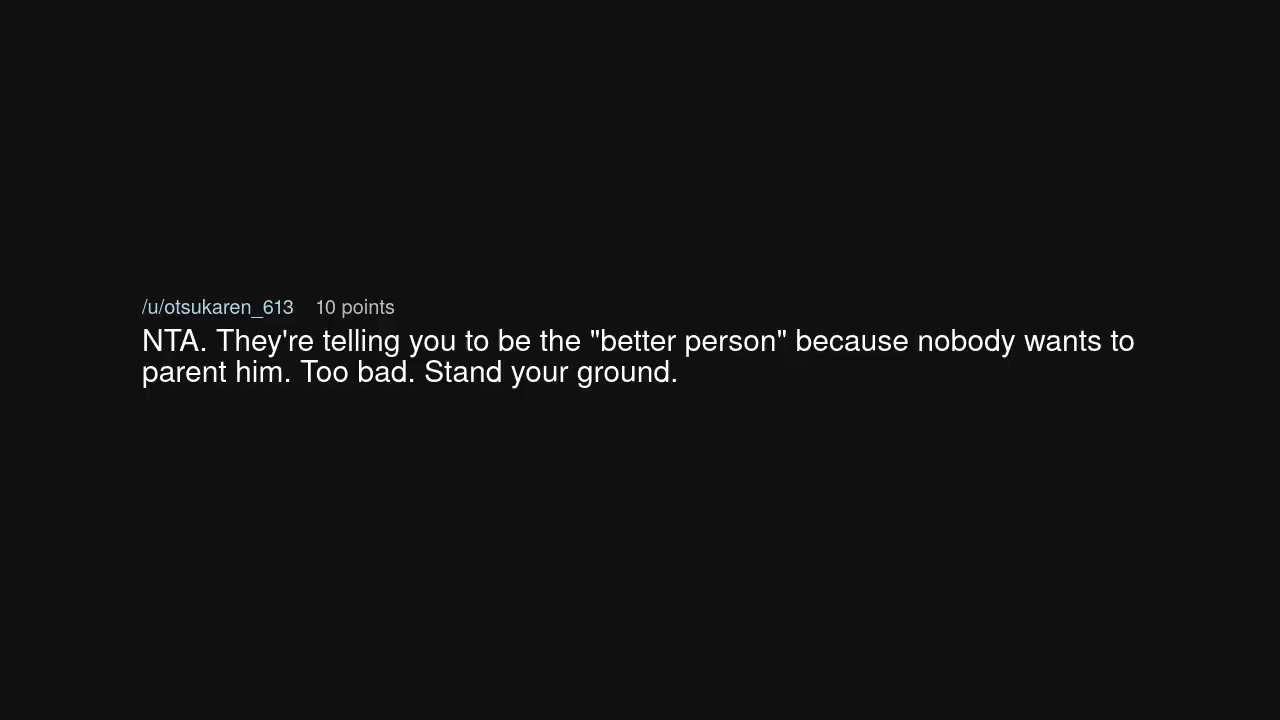 /u/otsukaren_613 10 points
NTA. They're telling you to be the "better person" because nobody wants to
parent him. Too bad. Stand your ground.